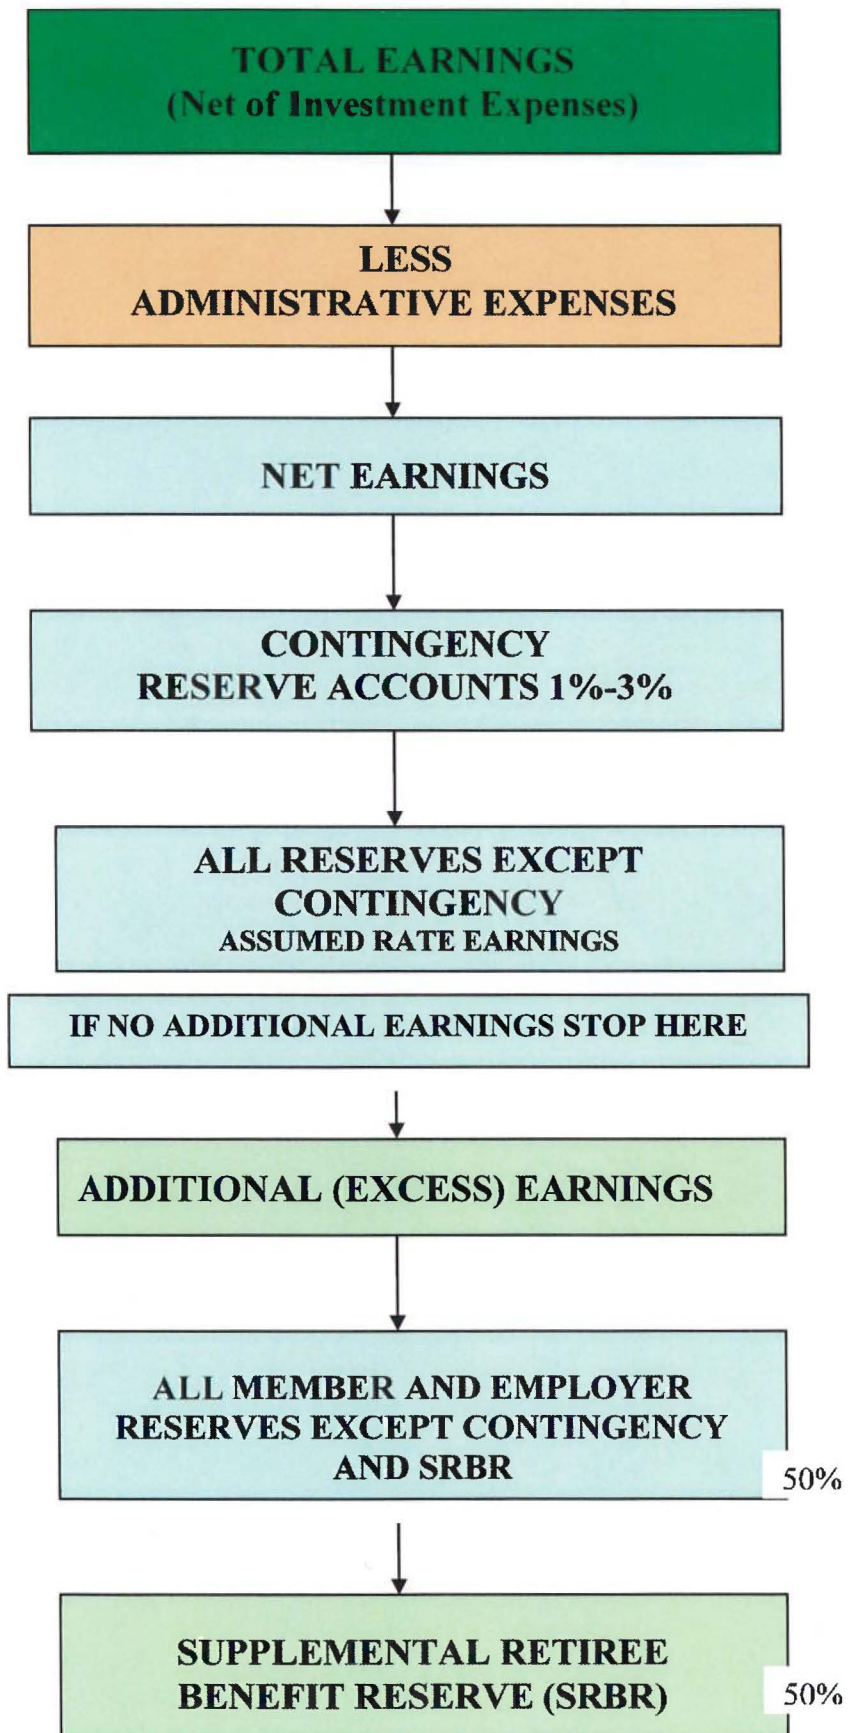 TOTAL EARNINGS
(Net of Investment Expenses)
LESS
ADMINISTRATIVE EXPENSES
NET EARNINGS
CONTINGENCY
RESERVE ACCOUNTS 1%-3%
ALL RESERVES EXCEPT
CONTINGENCY
ASSUMED RATE EARNINGS
IF NO ADDITIONAL EARNINGS STOP HERE
ADDITIONAL (EXCESS) EARNINGS
ALL MEMBER AND EMPLOYER
RESERVES EXCEPT CONTINGENCY
AND SRBR
50%
SUPPLEMENTAL RETIREE
BENEFIT RESERVE (SRBR)
50%